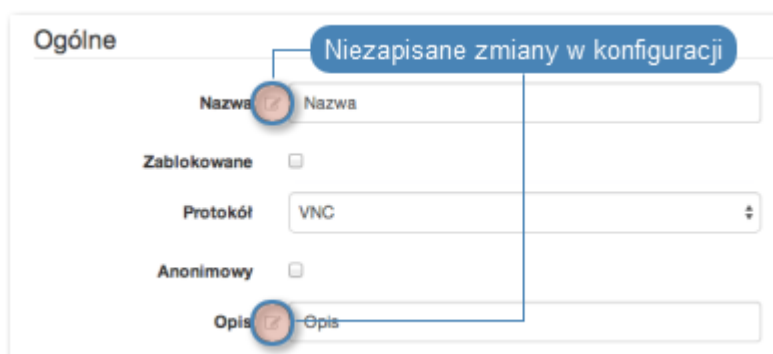 Ogólne
Niezapisane zmiany w konfiguracji
Nazwa Nazwa
Zablokowane
Protokół VNC
Anonimowy
Opis Opis